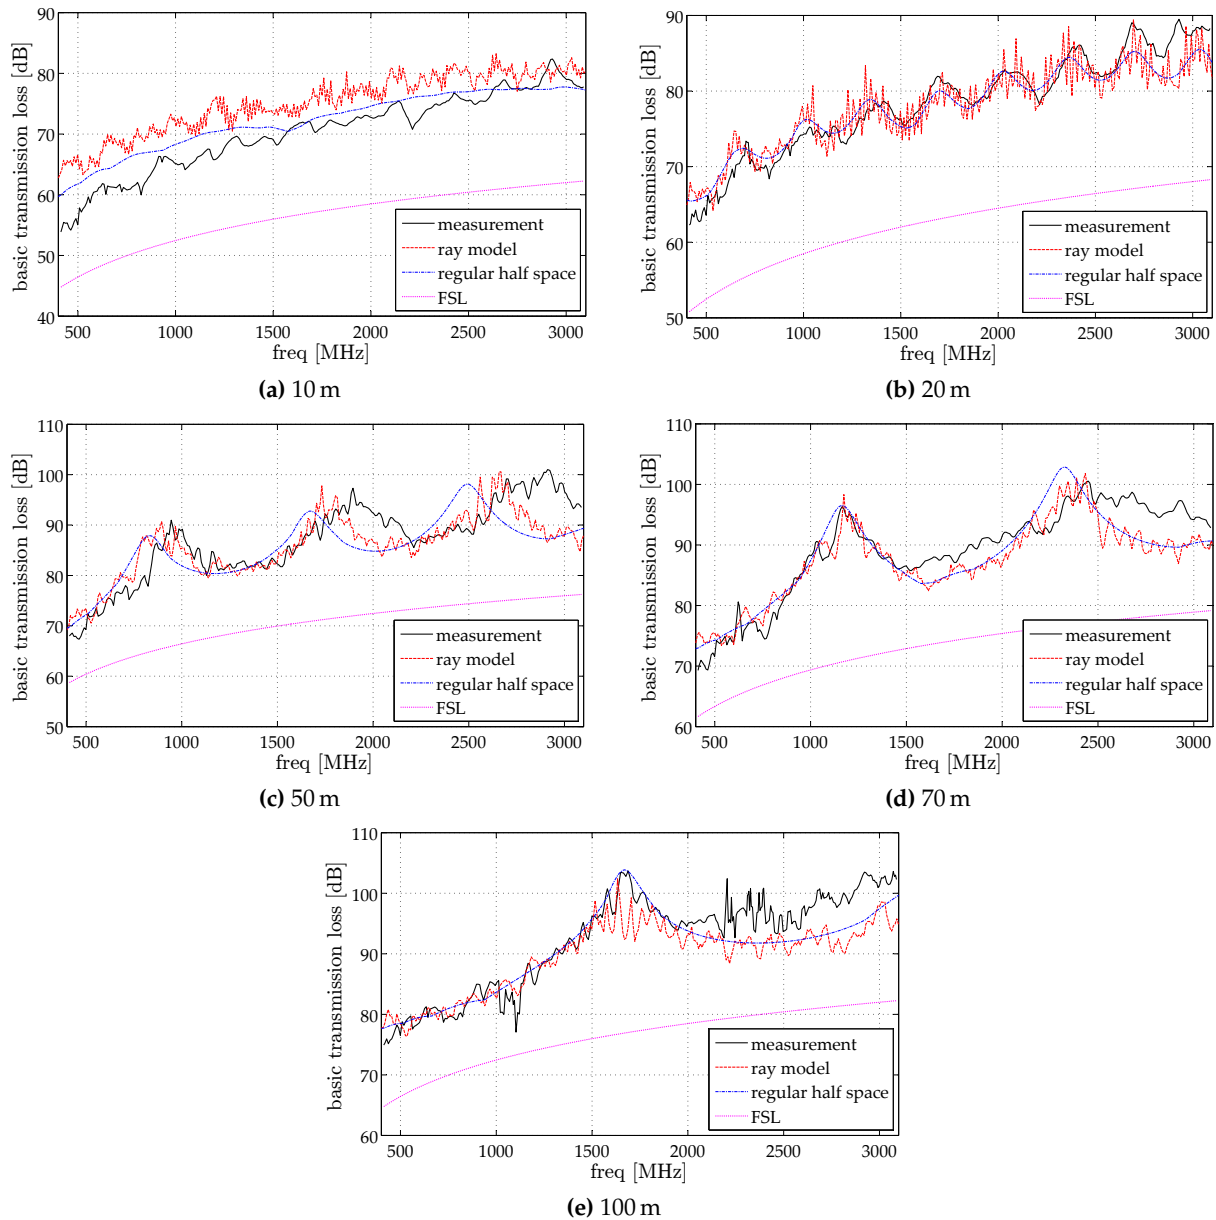 90
80
70
60
50
40
basic transmission loss [dB]
measurement
ray model
regular half space
FSL
500 1000 1500 2000 2500 3000
freq [MHz]
(a) 10 m
90
80
70
60
50
basic transmission loss [dB]
measurement
ray model
regular half space
FSL
500 1000 1500 2000 2500 3000
freq [MHz]
(b) 20 m
110
100
90
80
70
60
50
basic transmission loss [dB]
measurement
ray model
regular half space
FSL
500 1000 1500 2000 2500 3000
freq [MHz]
(c) 50 m
110
100
90
80
70
60
basic transmission loss [dB]
measurement
ray model
regular half space
FSL
500 1000 1500 2000 2500 3000
freq [MHz]
(d) 70 m
110
100
90
80
70
60
basic transmission loss [dB]
measurement
ray model
regular half space
FSL
500 1000 1500 2000 2500 3000
freq [MHz]
(e) 100 m